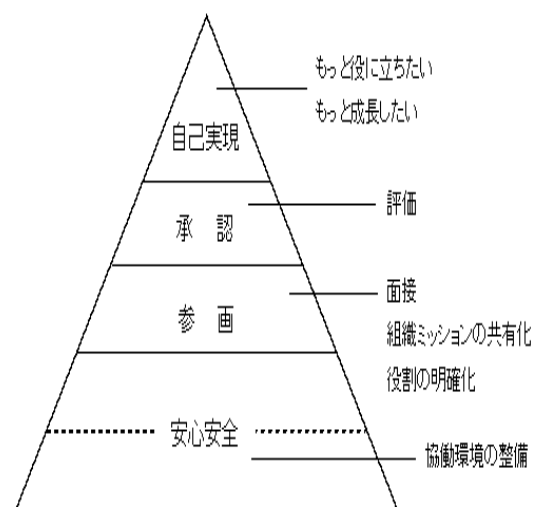 もっと役に立ちたい
もっと成長したい
自己実現
評価
承 認
面接
参 画
組織ミッションの共有化
役割の明確化
安心安全
協働環境の整備